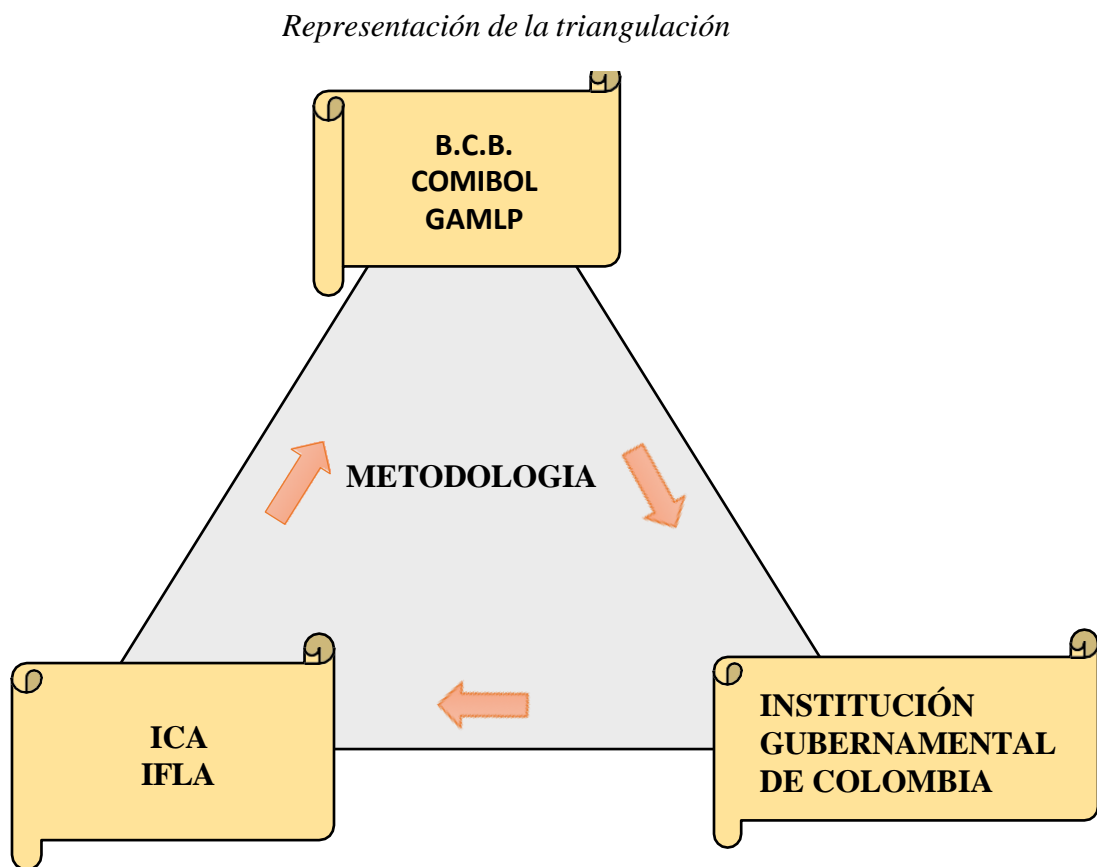 Representación de la triangulación
B.C.B.
COMIBOL
GAMLP
METODOLOGIA
ICA
IFLA
INSTITUCIÓN
GUBERNAMENTAL
DE COLOMBIA